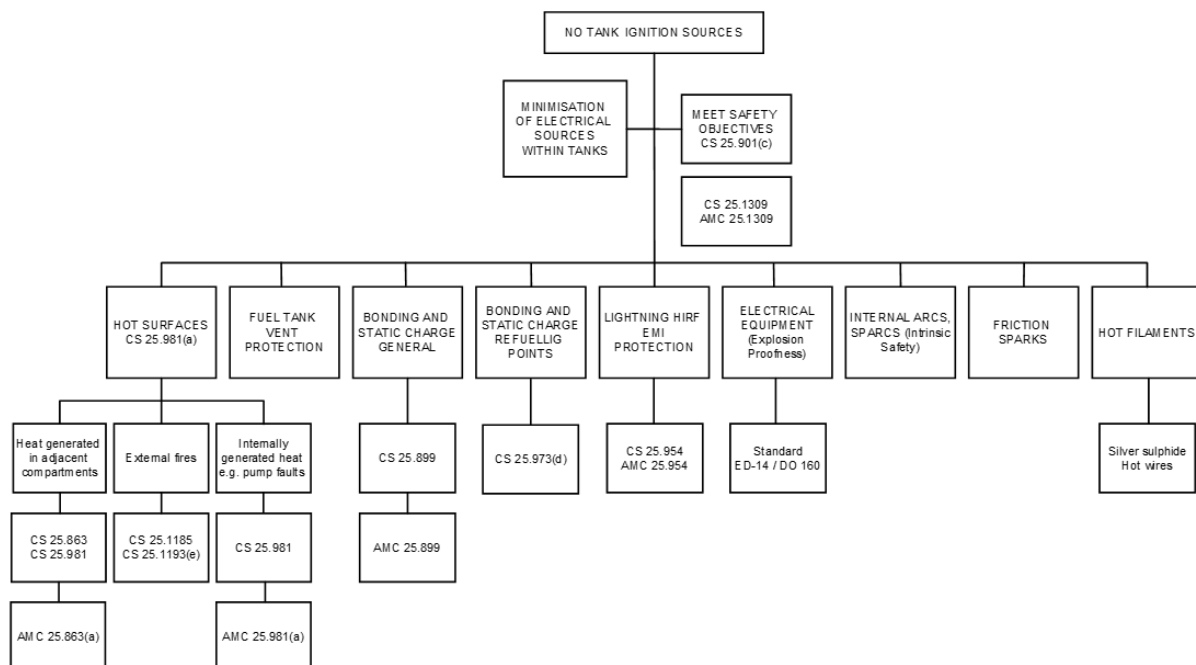 NO TANK IGNITION SOURCES
MINIMISATION
OF ELECTRICAL
SOURCES
WITHIN TANKS
MEET SAFETY
OBJECTIVES
CS 25.901(c)
CS 25.1309
AMC 25.1309
HOT SURFACES
CS 25.981(a)
FUEL TANK
VENT
PROTECTION
BONDING AND
STATIC CHARGE
GENERAL
BONDING AND
STATIC CHARGE
REFUELLIG
POINTS
LIGHTNING HIRF
EMI
PROTECTION
ELECTRICAL
EQUIPMENT
(Explosion
Proofness)
INTERNAL ARCS,
SPARCS (Intrinsic
Safety)
FRICTION
SPARKS
HOT FILAMENTS
Heat generated
in adjacent
compartments
External fires
Internally
generated heat
e.g. pump faults
CS 25.899
CS 25.973(d)
CS 25.954
AMC 25.954
Standard
ED-14 / DO 160
Silver sulphide
Hot wires
CS 25.863
CS 25.981
CS 25.1185
CS 25.1193(e)
CS 25.981
AMC 25.899
AMC 25.863(a)
AMC 25.981(a)